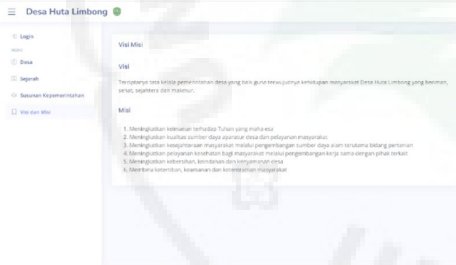 Desa Huta Limbong
Login
MENU
Desa
Sejarah
Susunan Kepemerintahan
Visi dan Misi
Visi Misi
Visi
Terciptanya tata kelola pemerintahan desa yang baik guna terwujudnya kehidupan masyarakat Desa Huta Limbong yang beriman,
sehat, sejahtera dan makmur.
Misi
1. Meningkatkan keimanan terhadap Tuhan yang maha esa
2. Meningkatkan kualitas sumber daya aparatur desa dan pelayanan masyarakat.
3. Meningkatkan kesejahteraan masyarakat melalui pengembangan sumber daya alam terutama bidang pertanian
4. Meningkatkan pelayanan kesehatan bagi masyarakat melalui pengembangan kerja sama dengan pihak terkait
5. Meningkatkan kebersihan, keindahan dan kenyamanan desa
6. Membina ketertiban, keamanan dan ketentraman masyarakat